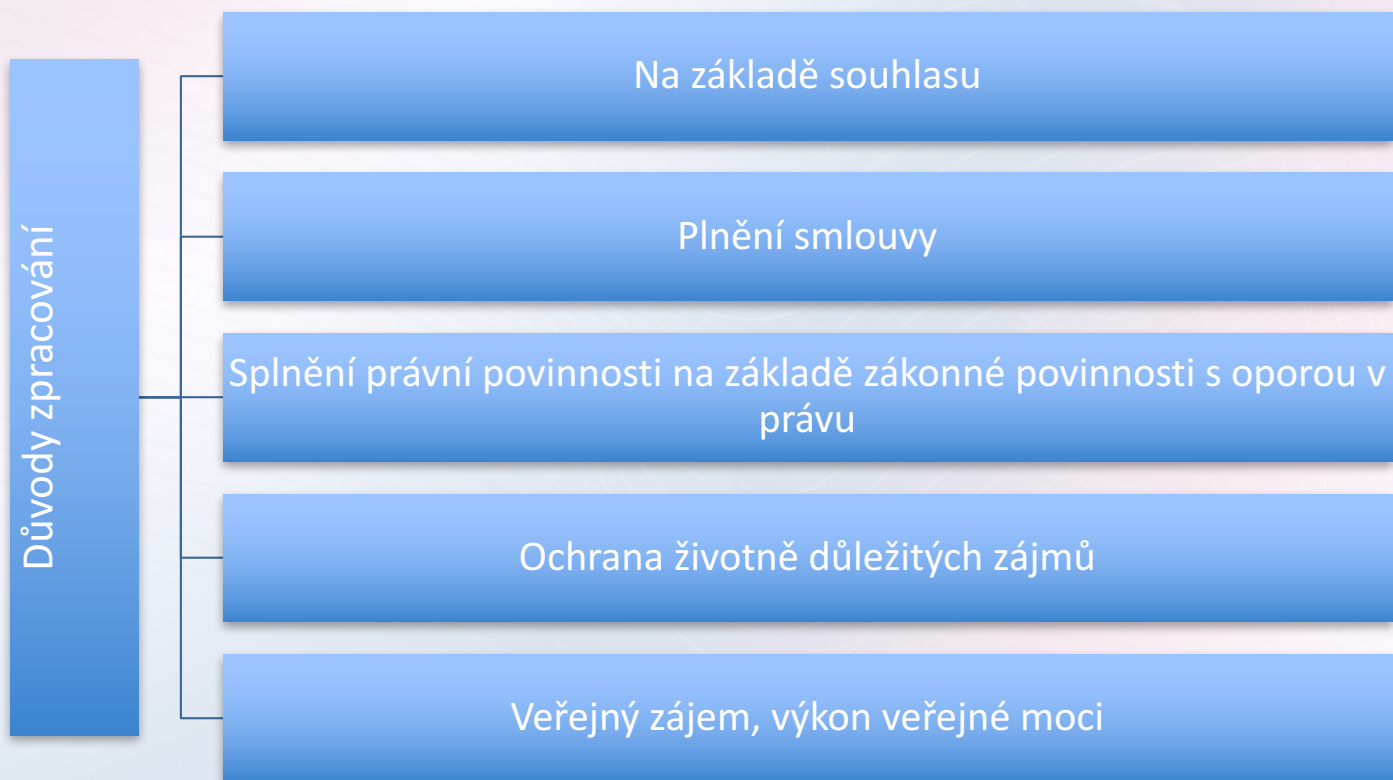 Důvody zpracování
Na základě souhlasu
Plnění smlouvy
Splnění právní povinnosti na základě zákonné povinnosti s oporou v
právu
Ochrana životně důležitých zájmů
Veřejný zájem, výkon veřejné moci